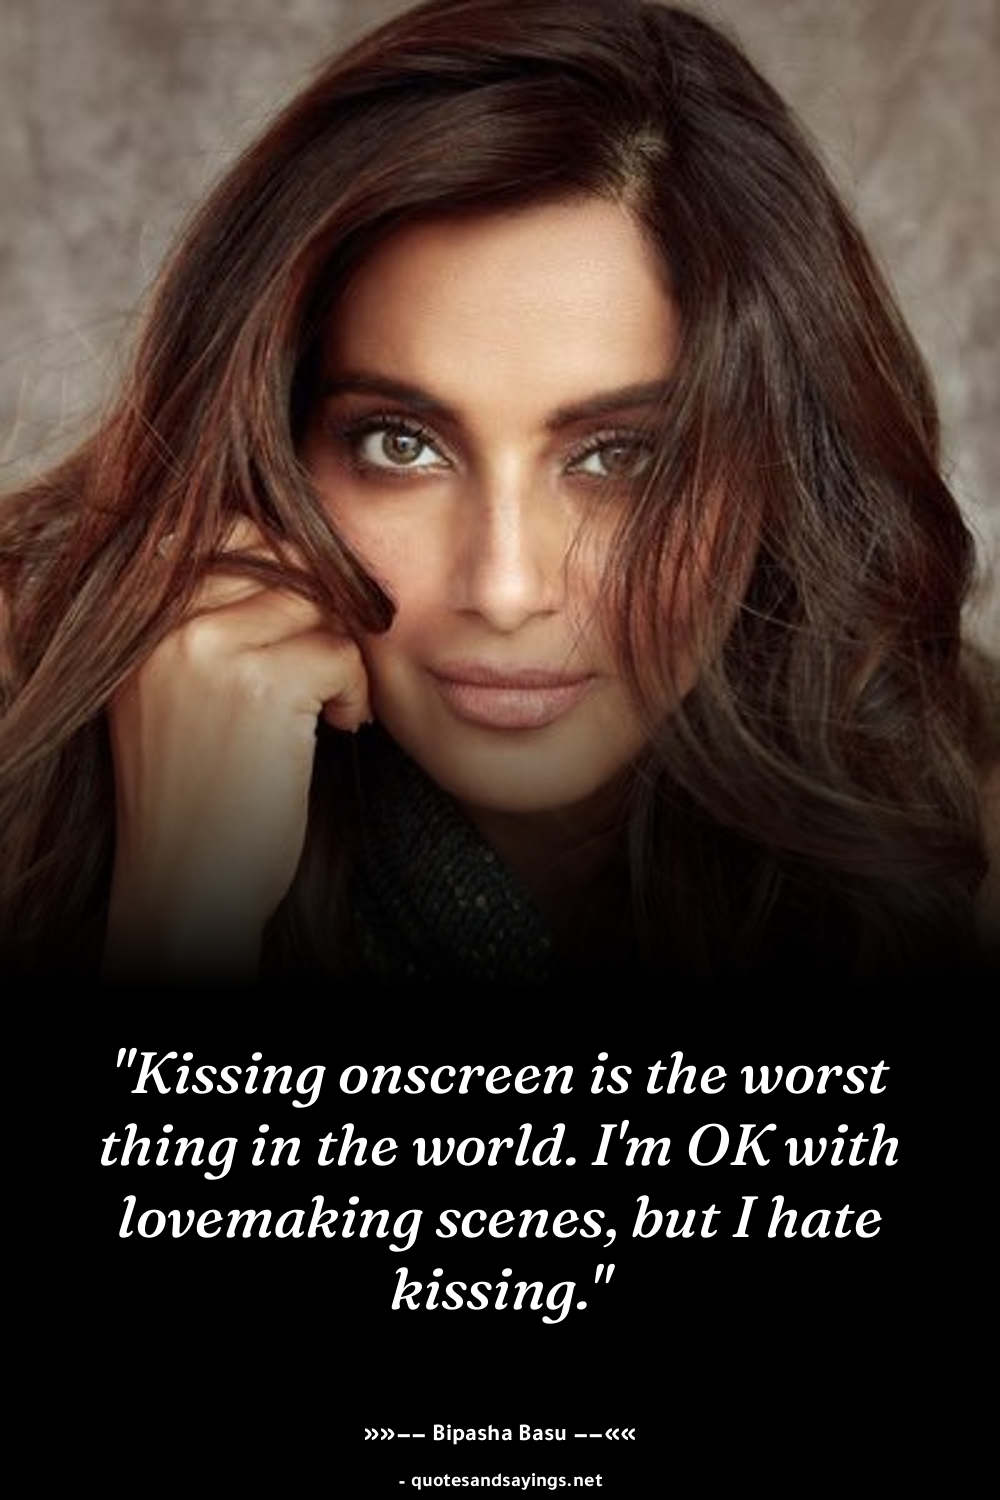 "Kissing onscreen is the worst
thing in the world. I'm OK with
lovemaking scenes, but I hate
kissing."
»»−− Bipasha Basu −−««
- quotesandsayings.net